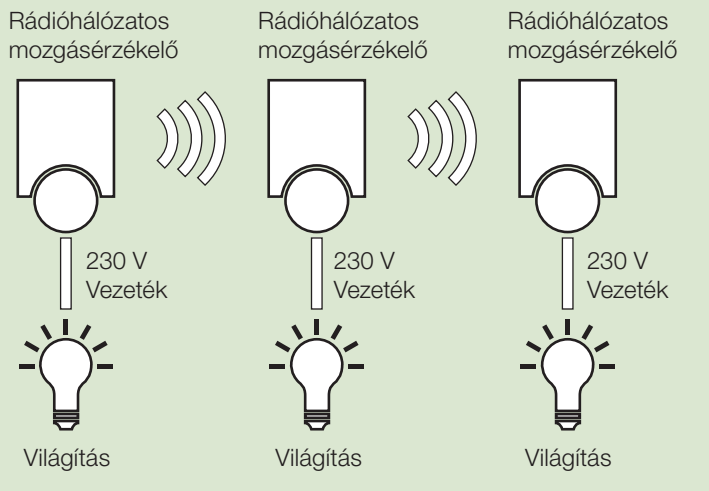 Rádióhálózatos
mozgásérzékelő
Rádióhálózatos
mozgásérzékelő
Rádióhálózatos
mozgásérzékelő
230 V
Vezeték
230 V
Vezeték
230 V
Vezeték
Világítás
Világítás
Világítás